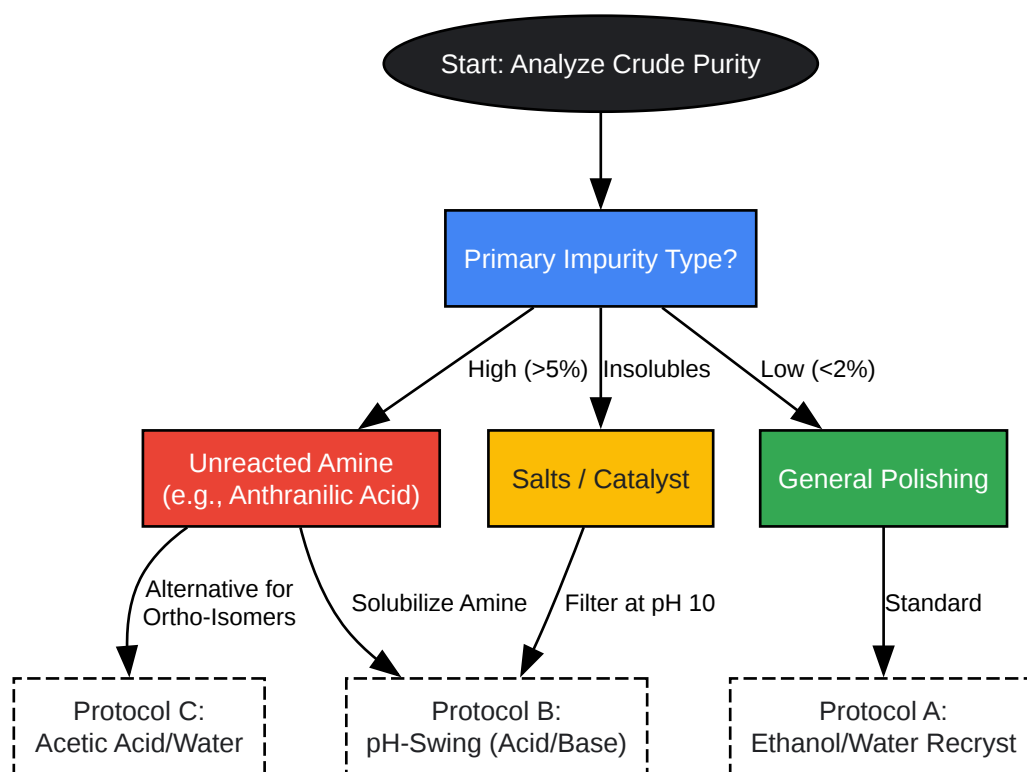 Start: Analyze Crude Purity
Primary Impurity Type?
High (>5%)
Insolubles
Low (<2%)
Unreacted Amine
(e.g., Anthranilic Acid)
Salts / Catalyst
General Polishing
Alternative for
Ortho-Isomers
Solubilize Amine
Filter at pH 10
Standard
Protocol C:
Acetic Acid/Water
Protocol B:
pH-Swing (Acid/Base)
Protocol A:
Ethanol/Water Recryst